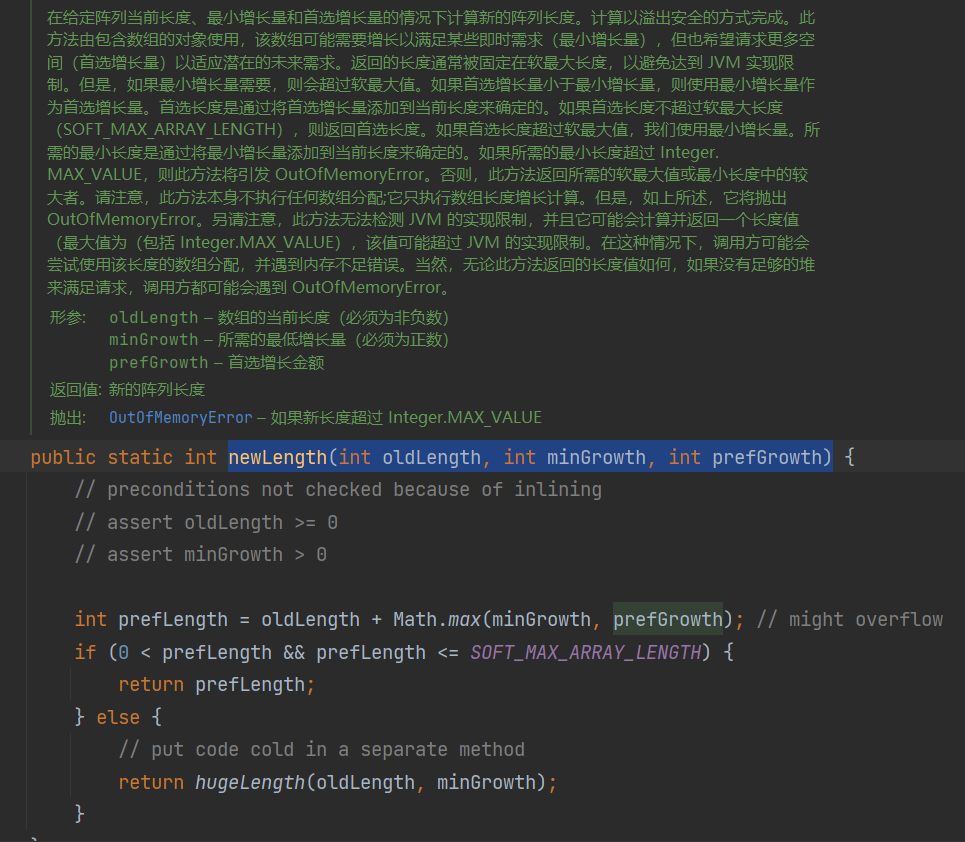 在给定阵列当前长度、最小增长量和首选增长量的情况下计算新的阵列长度。计算以溢出安全的方式完成。此
方法由包含数组的对象使用，该数组可能需要增长以满足某些即时需求（最小增长量），但也希望请求更多空
间（首选增长量）以适应潜在的未来需求。返回的长度通常被固定在软最大长度，以避免达到 JVM 实现限
制。但是，如果最小增长量需要，则会超过软最大值。如果首选增长量小于最小增长量，则使用最小增长量作
为首选增长量。首选长度是通过将首选增长量添加到当前长度来确定的。如果首选长度不超过软最大长度
（SOFT_MAX_ARRAY_LENGTH），则返回首选长度。如果首选长度超过软最大值，我们使用最小增长量。所
需的最小长度是通过将最小增长量添加到当前长度来确定的。如果所需的最小长度超过 Integer.
MAX_VALUE，则此方法将引发 OutOfMemoryError。否则，此方法返回所需的软最大值或最小长度中的较
大者。请注意，此方法本身不执行任何数组分配;它只执行数组长度增长计算。但是，如上所述，它将抛出
OutOfMemoryError。另请注意，此方法无法检测 JVM 的实现限制，并且它可能会计算并返回一个长度值
（最大值为（包括 Integer.MAX_VALUE），该值可能超过 JVM 的实现限制。在这种情况下，调用方可能会
尝试使用该长度的数组分配，并遇到内存不足错误。当然，无论此方法返回的长度值如何，如果没有足够的堆
来满足请求，调用方都可能会遇到 OutOfMemoryError。
形参: oldLength – 数组的当前长度（必须为非负数）
minGrowth – 所需的最低增长量（必须为正数）
prefGrowth – 首选增长金额
返回值: 新的阵列长度
抛出: OutOfMemoryError – 如果新长度超过 Integer.MAX_VALUE
public static int newLength(int oldLength, int minGrowth, int prefGrowth) {
// preconditions not checked because of inlining
// assert oldLength >= 0
// assert minGrowth > 0
int prefLength = oldLength + Math.max(minGrowth, prefGrowth); // might overflow
if (0 < prefLength && prefLength <= SOFT_MAX_ARRAY_LENGTH) {
return prefLength;
} else {
// put code cold in a separate method
return hugeLength(oldLength, minGrowth);
}